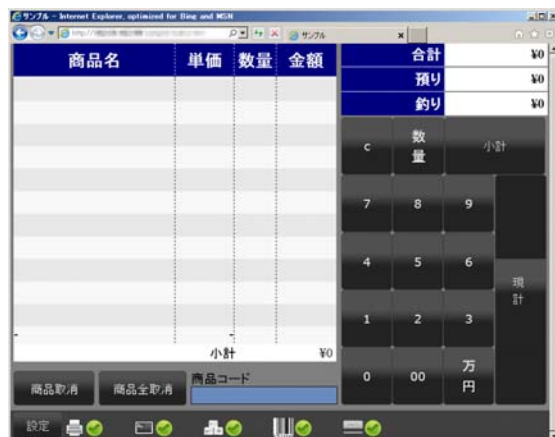 サンプル - Internet Explorer, optimized for Bing and MSN
サンプル
商品名 単価 数量 金額
合計 ¥0
預り ¥0
釣り ¥0
c 数量 小計
7 8 9
4 5 6
現計
1 2 3
0 00 万円
小計 ¥0
商品コード
商品取消 商品全取消
設定